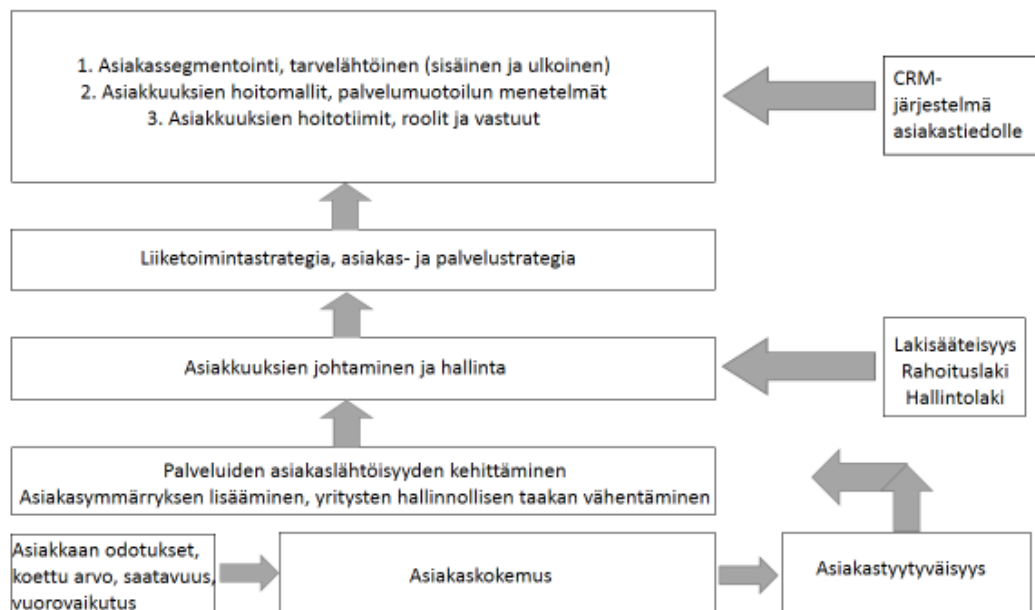 1. Asiakassegmentointi, tarvelähtöinen (sisäinen ja ulkoinen)
2. Asiakkuuksien hoitomallit, palvelumuotoilun menetelmät
3. Asiakkuuksien hoitotiimit, roolit ja vastuut
CRM-
järjestelmä
asiakastiedolle
Liiketoimintastrategia, asiakas- ja palvelustrategia
Asiakkuuksien johtaminen ja hallinta
Lakisääteisyys
Rahoituslaki
Hallintolaki
Palveluiden asiakaslähtöisyyden kehittäminen
Asiakasymmärryksen lisääminen, yritysten hallinnollisen taakan vähentäminen
Asiakkaan odotukset,
koettu arvo, saatavuus,
vuorovaikutus
Asiakaskokemus
Asiakastyytyväisyys